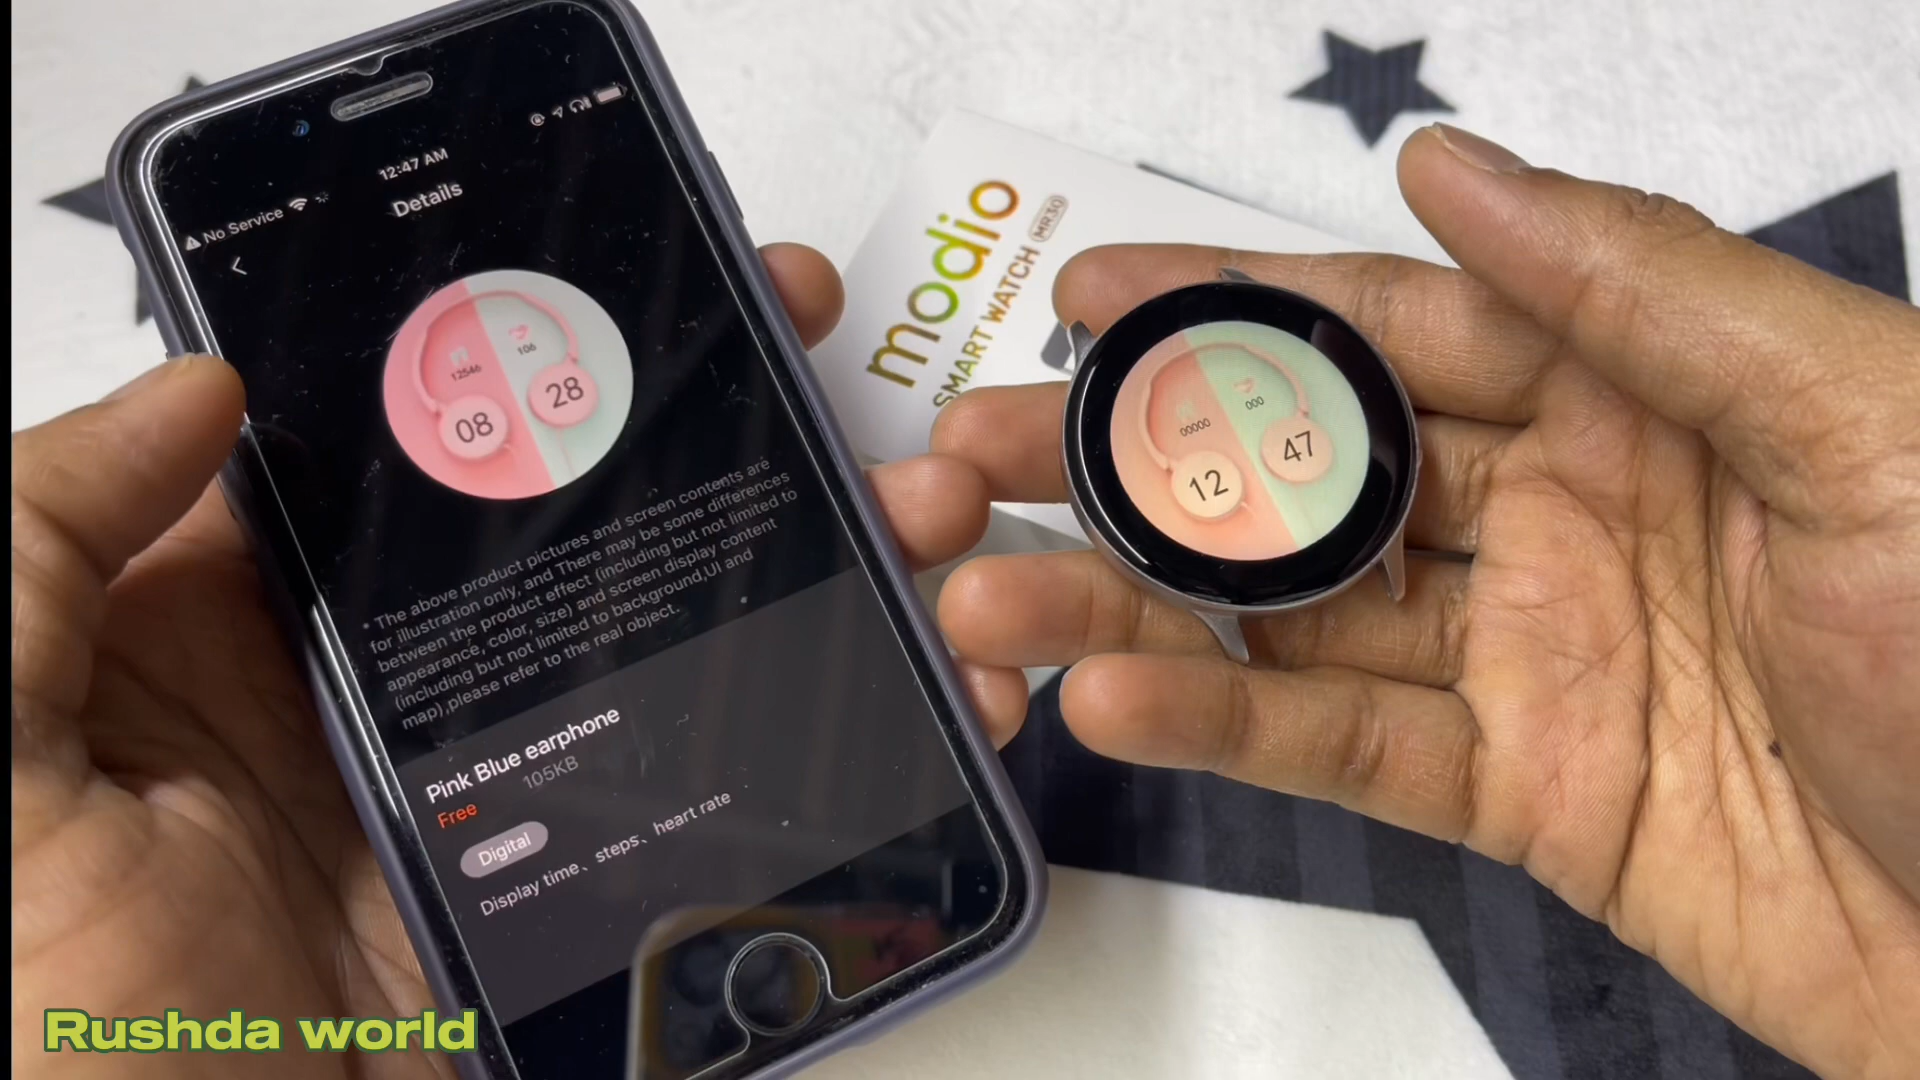 12:47 AM
No Service
Details
12546
106
08
28
* The above product pictures and screen contents are
for illustration only, and There may be some differences
between the product effect (including but not limited to
appearance, color, size) and screen display content
(including but not limited to background,UI and
map),please refer to the real object.
Pink Blue earphone
Free
105KB
Digital
Display time、steps、heart rate
modio
SMART WATCH MR30
00000
000
12
47
Rushda world